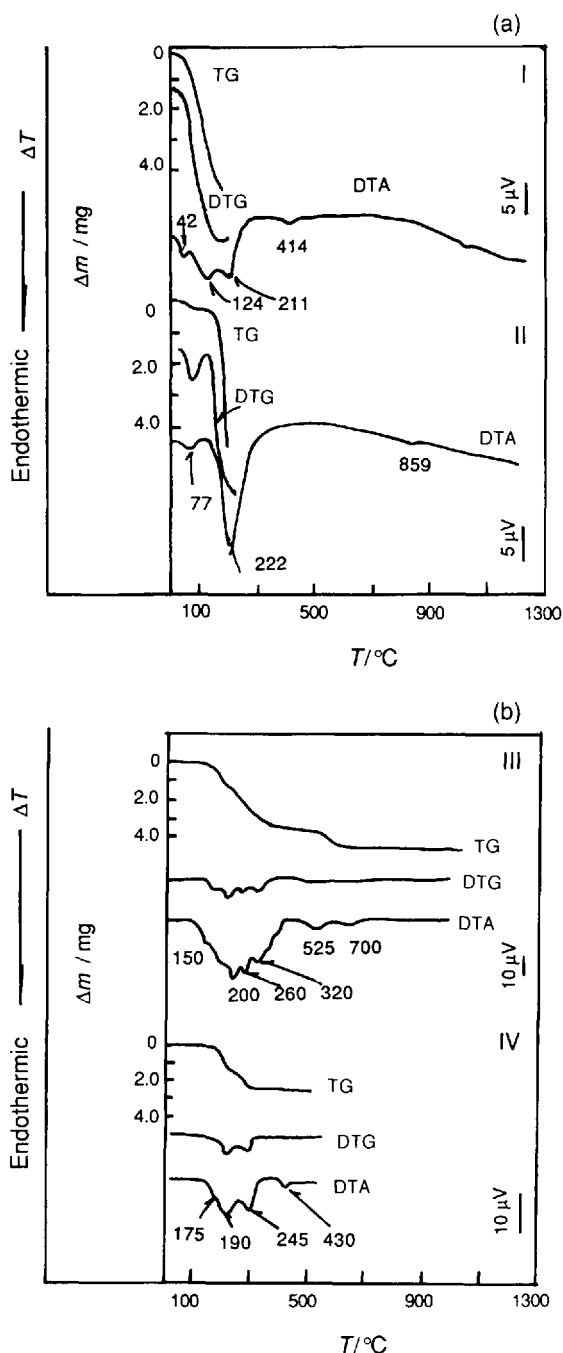 (a)
0
TG
I
2.0
ΔT
4.0
DTG
DTA
5 μV
42
414
Δm / mg
124
211
0
TG
II
2.0
DTG
Endothermic
4.0
DTA
77
859
222
5 μV
100
500
900
1300
T/°C
(b)
0
III
ΔT
2.0
4.0
TG
DTG
DTA
150
525
700
10 μV
Δm / mg
200
260
320
0
IV
2.0
TG
4.0
Endothermic
DTG
DTA
175
190
245
430
10 μV
100
500
900
1300
T/°C